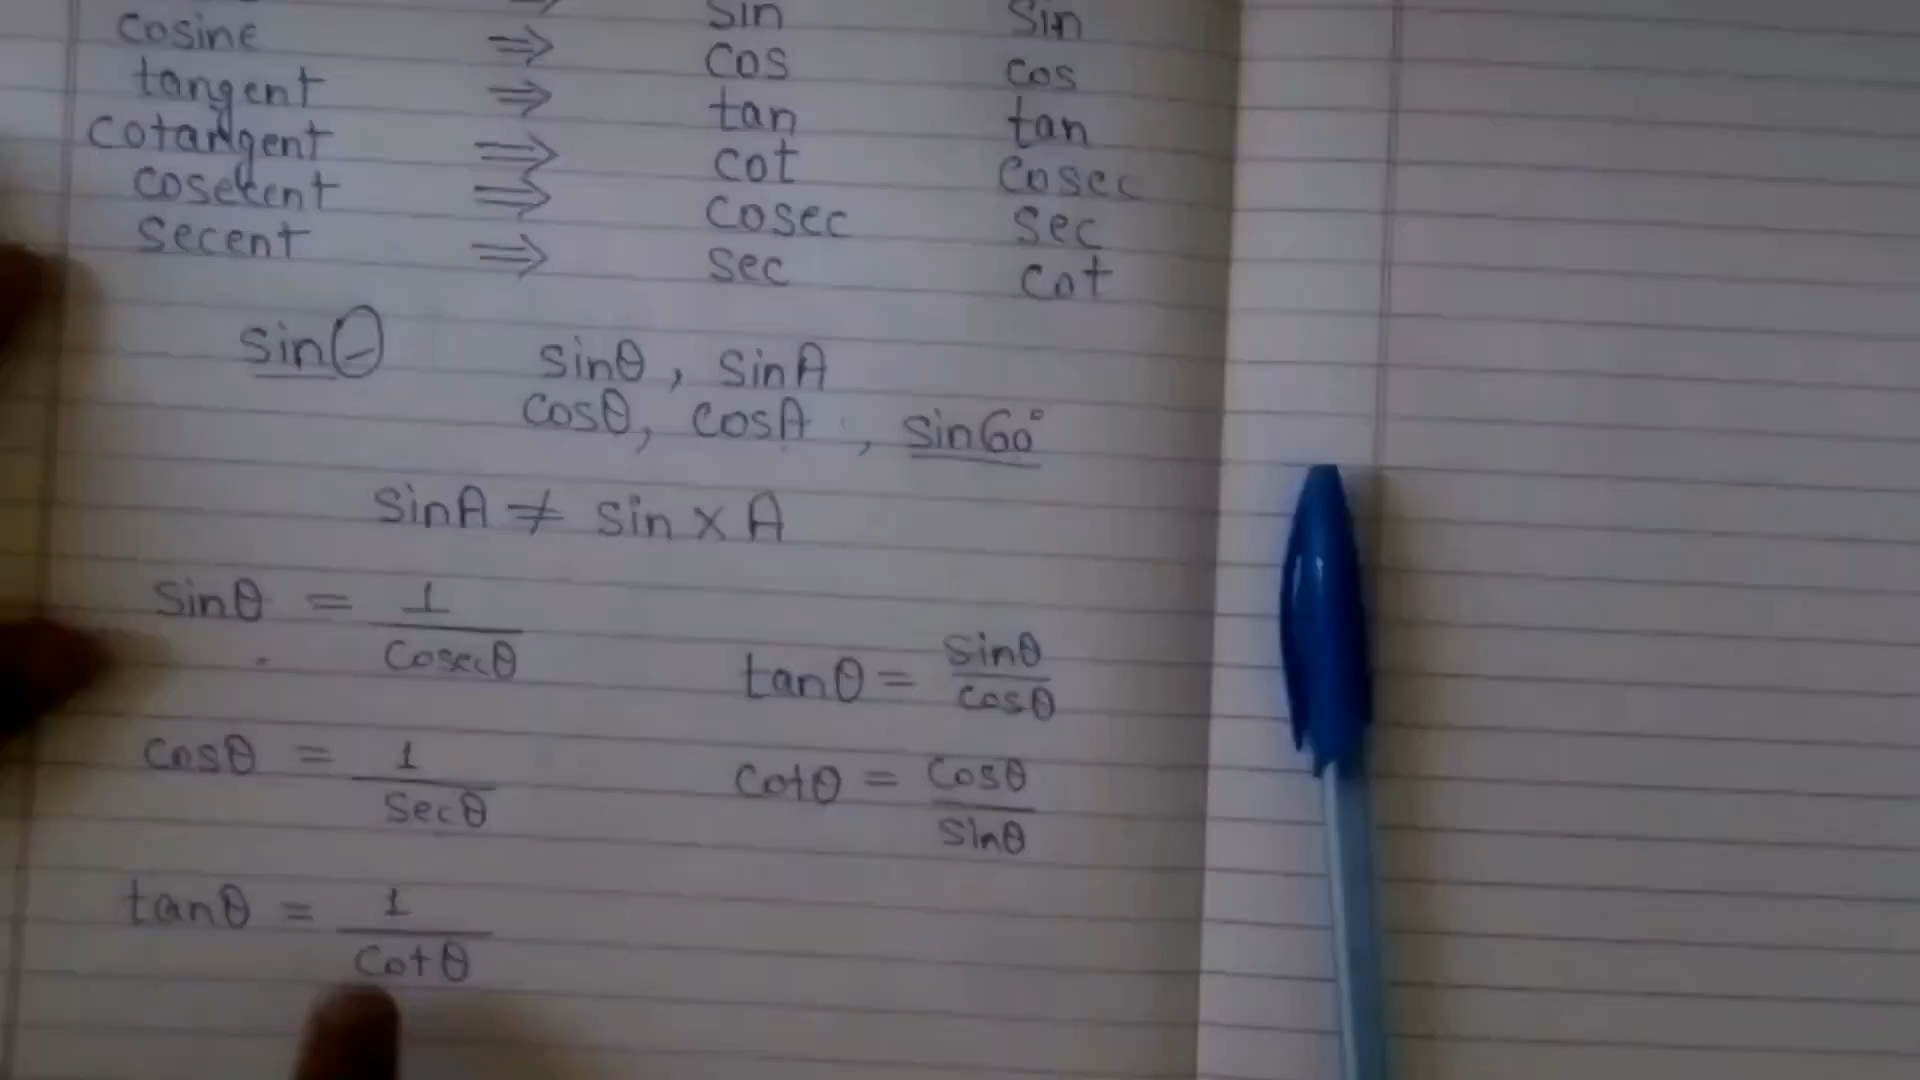 sin Sin
cosine ⇒ cos cos
tangent ⇒ tan tan
cotangent ⇒ cot cosec
cosecent ⇒ cosec sec
secent ⇒ sec cot
sinθ sinθ, sinA
cosθ, cosA, sin60°
sinA ≠ sin x A
sinθ = 1/cosecθ
tanθ = sinθ/cosθ
cosθ = 1/secθ
cotθ = cosθ/sinθ
tanθ = 1/cotθ